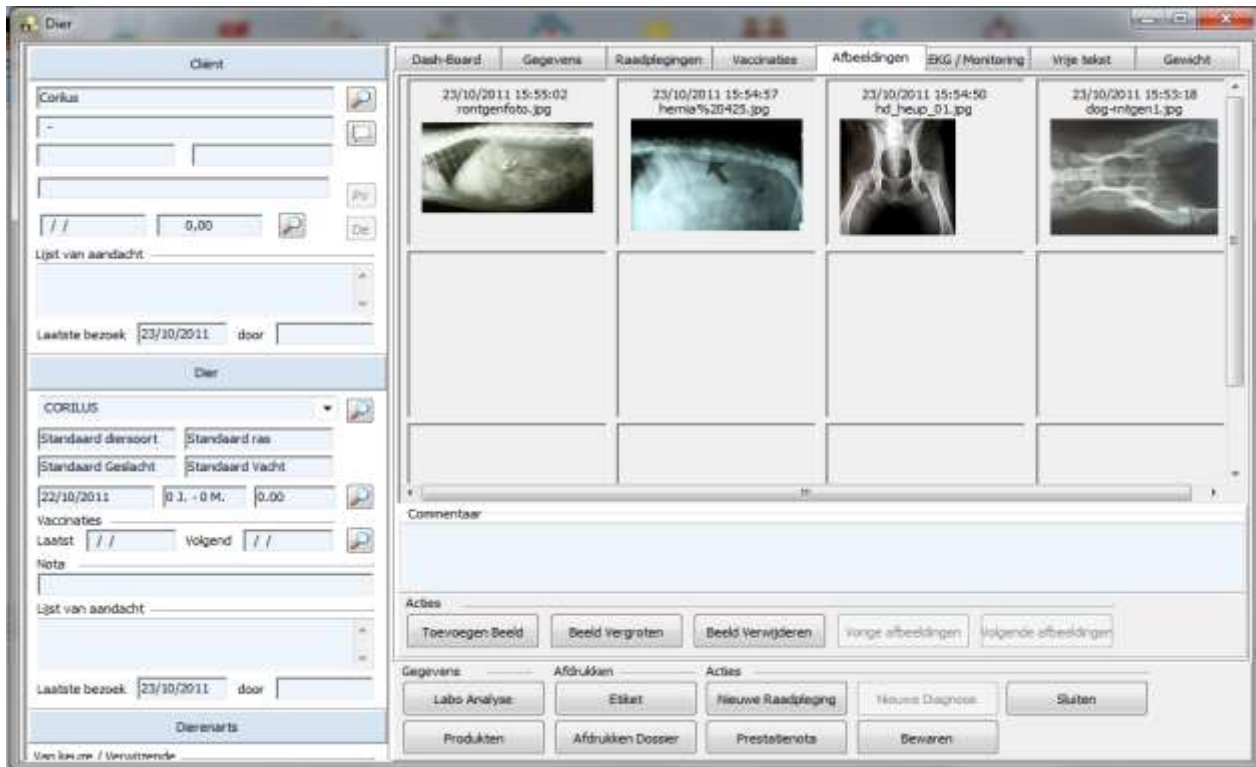 Dier
Client
Corilus
-
/ /
0,00
Pv
De
Lijst van aandacht
Laatste bezoek 23/10/2011 door
Dier
CORILUS
Standaard diersoort Standaard ras
Standaard Geslacht Standaard Vacht
22/10/2011 0 J. - 0 M. 0.00
Vaccinaties
Laatst / / Volgend / /
Nota
Lijst van aandacht
Laatste bezoek 23/10/2011 door
Dierenarts
Van keuze / Verwijzende
Dash-Board Gegevens Raadplegingen Vaccinaties Afbeeldingen EKG / Monitoring Vrije tekst Gewicht
23/10/2011 15:55:02
rontgenfoto.jpg
23/10/2011 15:54:57
hernia%20425.jpg
23/10/2011 15:54:50
hd_heup_01.jpg
23/10/2011 15:53:18
dog-rntgen1.jpg
Commentaar
Acties
Toevoegen Beeld Beeld Vergroten Beeld Verwijderen Vorige afbeeldingen Volgende afbeeldingen
Gegevens Afdrukken Acties
Labo Analyse Etiket Nieuwe Raadpleging Nieuwe Diagnose Sluiten
Produkten Afdrukken Dossier Prestatienota Bewaren